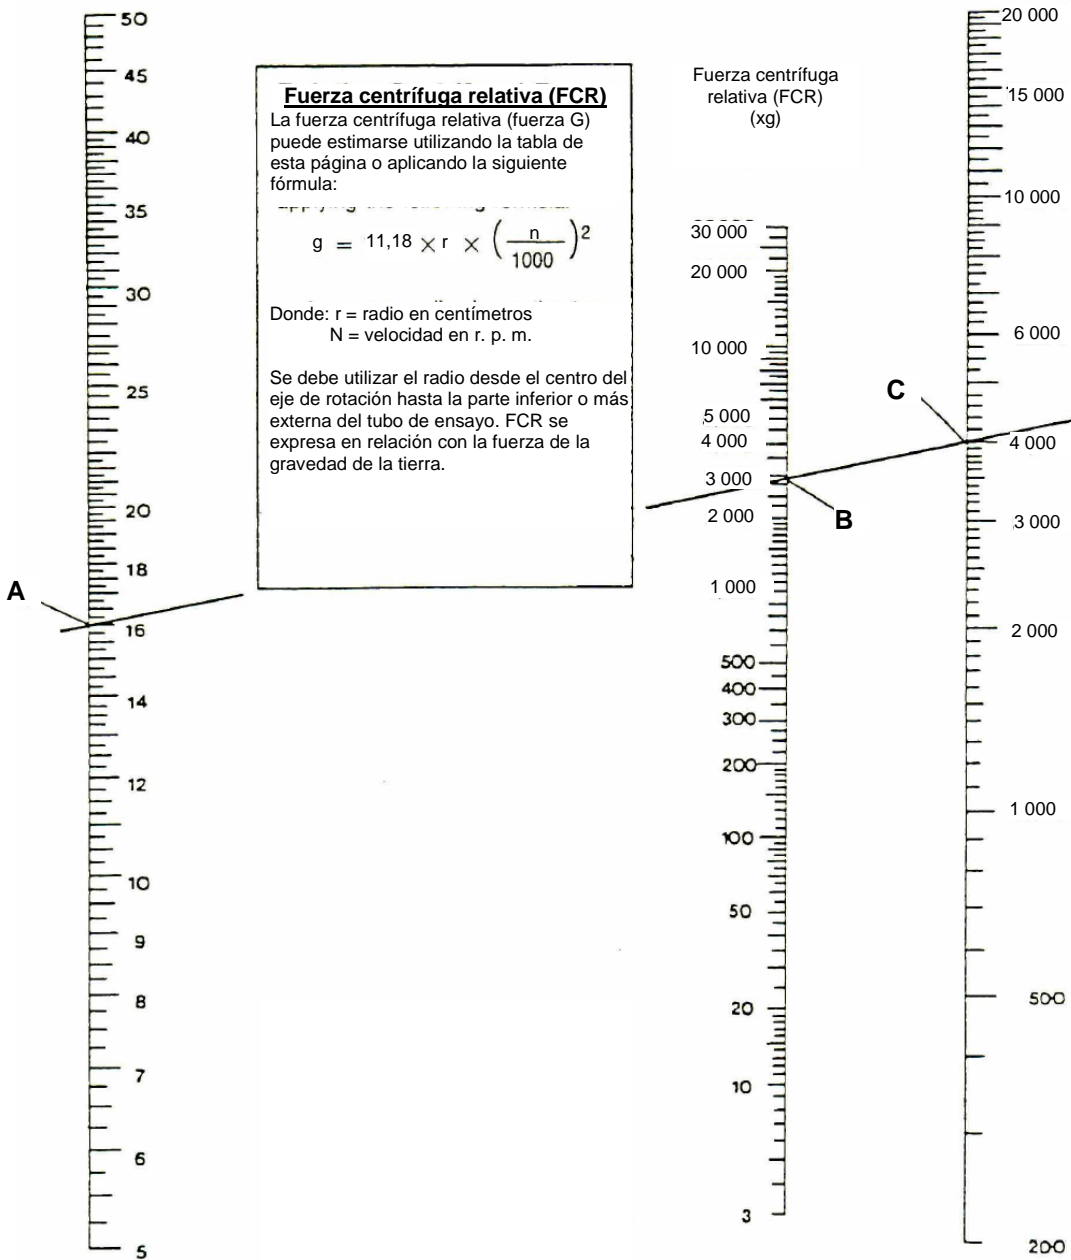 50
45
40
35
30
25
20
18
16
14
12
10
9
8
7
6
5
A
Fuerza centrífuga relativa (FCR)
La fuerza centrífuga relativa (fuerza G)
puede estimarse utilizando la tabla de
esta página o aplicando la siguiente
fórmula:
g = 11,18 × r × (n/1000)²
Donde: r = radio en centímetros
N = velocidad en r. p. m.
Se debe utilizar el radio desde el centro del
eje de rotación hasta la parte inferior o más
externa del tubo de ensayo. FCR se
expresa en relación con la fuerza de la
gravedad de la tierra.
Fuerza centrífuga
relativa (FCR)
(xg)
30 000
20 000
10 000
5 000
4 000
3 000
2 000
1 000
500
400
300
200
100
50
20
10
3
B
C
20 000
15 000
10 000
6 000
4 000
3 000
2 000
1 000
500
200